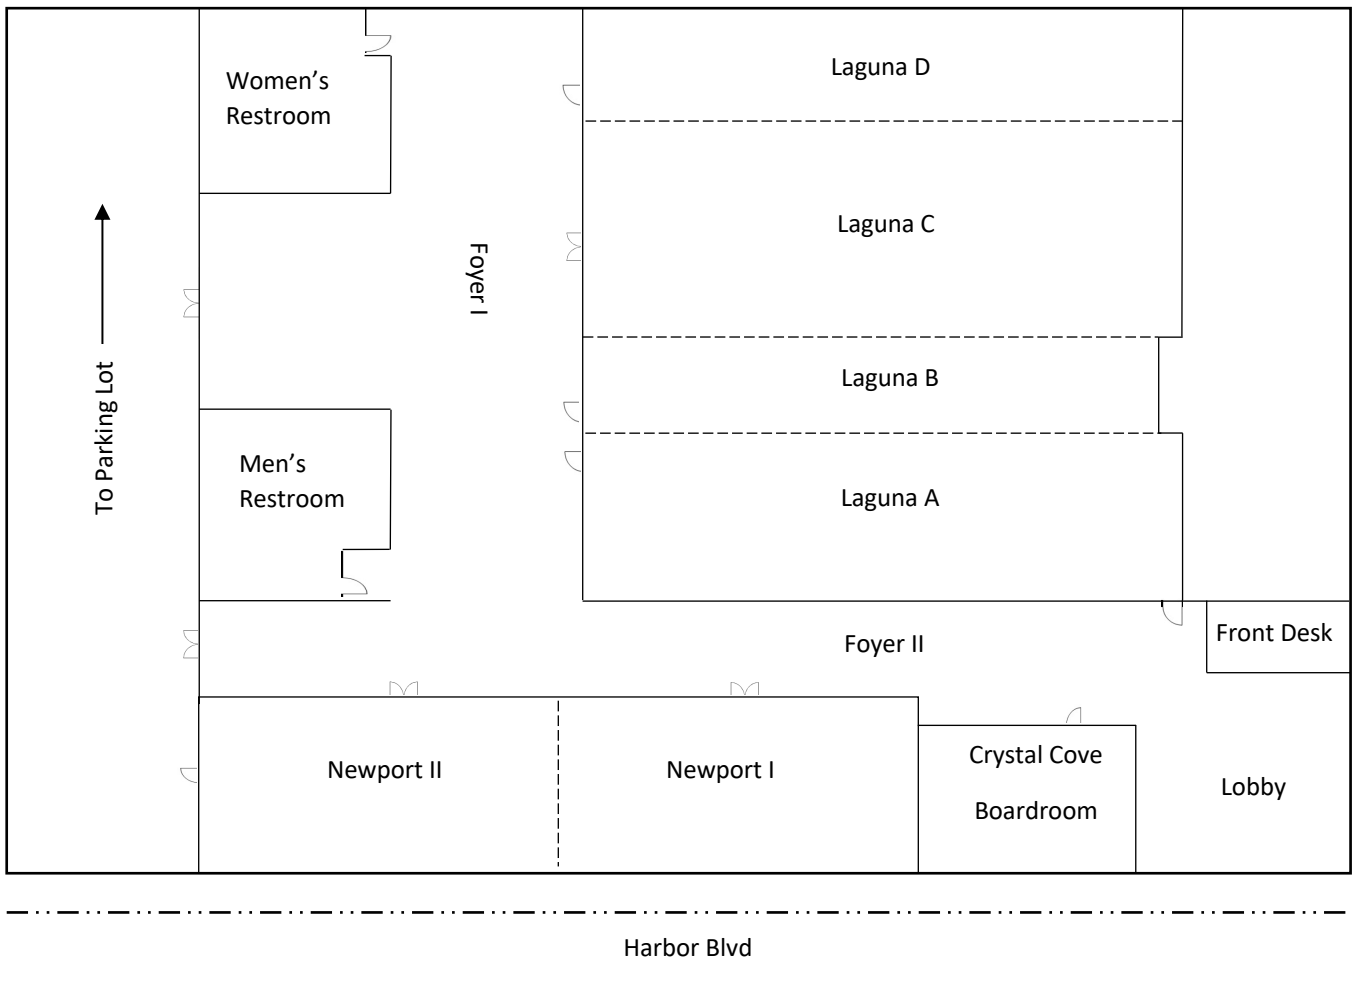 Laguna D
Women’s
Restroom
Laguna C
Foyer I
To Parking Lot
Laguna B
Men’s
Restroom
Laguna A
Front Desk
Foyer II
Newport II
Newport I
Crystal Cove
Boardroom
Lobby
Harbor Blvd